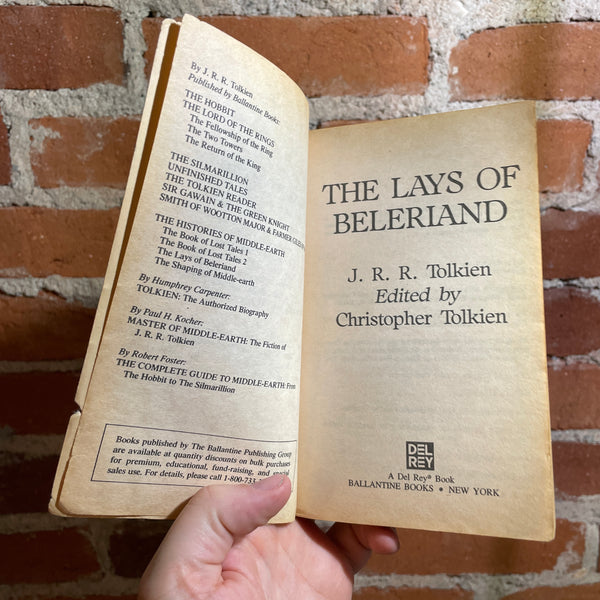 By J. R. R. Tolkien
Published by Ballantine Books:
THE HOBBIT
THE LORD OF THE RINGS
The Fellowship of the Ring
The Two Towers
The Return of the King
THE SILMARILLION
UNFINISHED TALES
THE TOLKIEN READER
SIR GAWAIN & THE GREEN KNIGHT
SMITH OF WOOTTON MAJOR & FARMER
THE HISTORIES OF MIDDLE-EARTH
The Book of Lost Tales 1
The Book of Lost Tales 2
The Lays of Beleriand
The Shaping of Middle-earth
By Humphrey Carpenter:
TOLKIEN: The Authorized Biography
By Paul H. Kocher:
MASTER OF MIDDLE-EARTH: The Fiction of
J. R. R. Tolkien
By Robert Foster:
THE COMPLETE GUIDE TO MIDDLE-EARTH: From
The Hobbit to The Silmarillion
Books published by The Ballantine Publishing Group
are available at quantity discounts on bulk purchases
for premium, educational, fund-raising, and special
sales use. For details, please call 1-800-733-
THE LAYS OF
BELERIAND
J. R. R. Tolkien
Edited by
Christopher Tolkien
DEL
REY
A Del Rey® Book
BALLANTINE BOOKS • NEW YORK